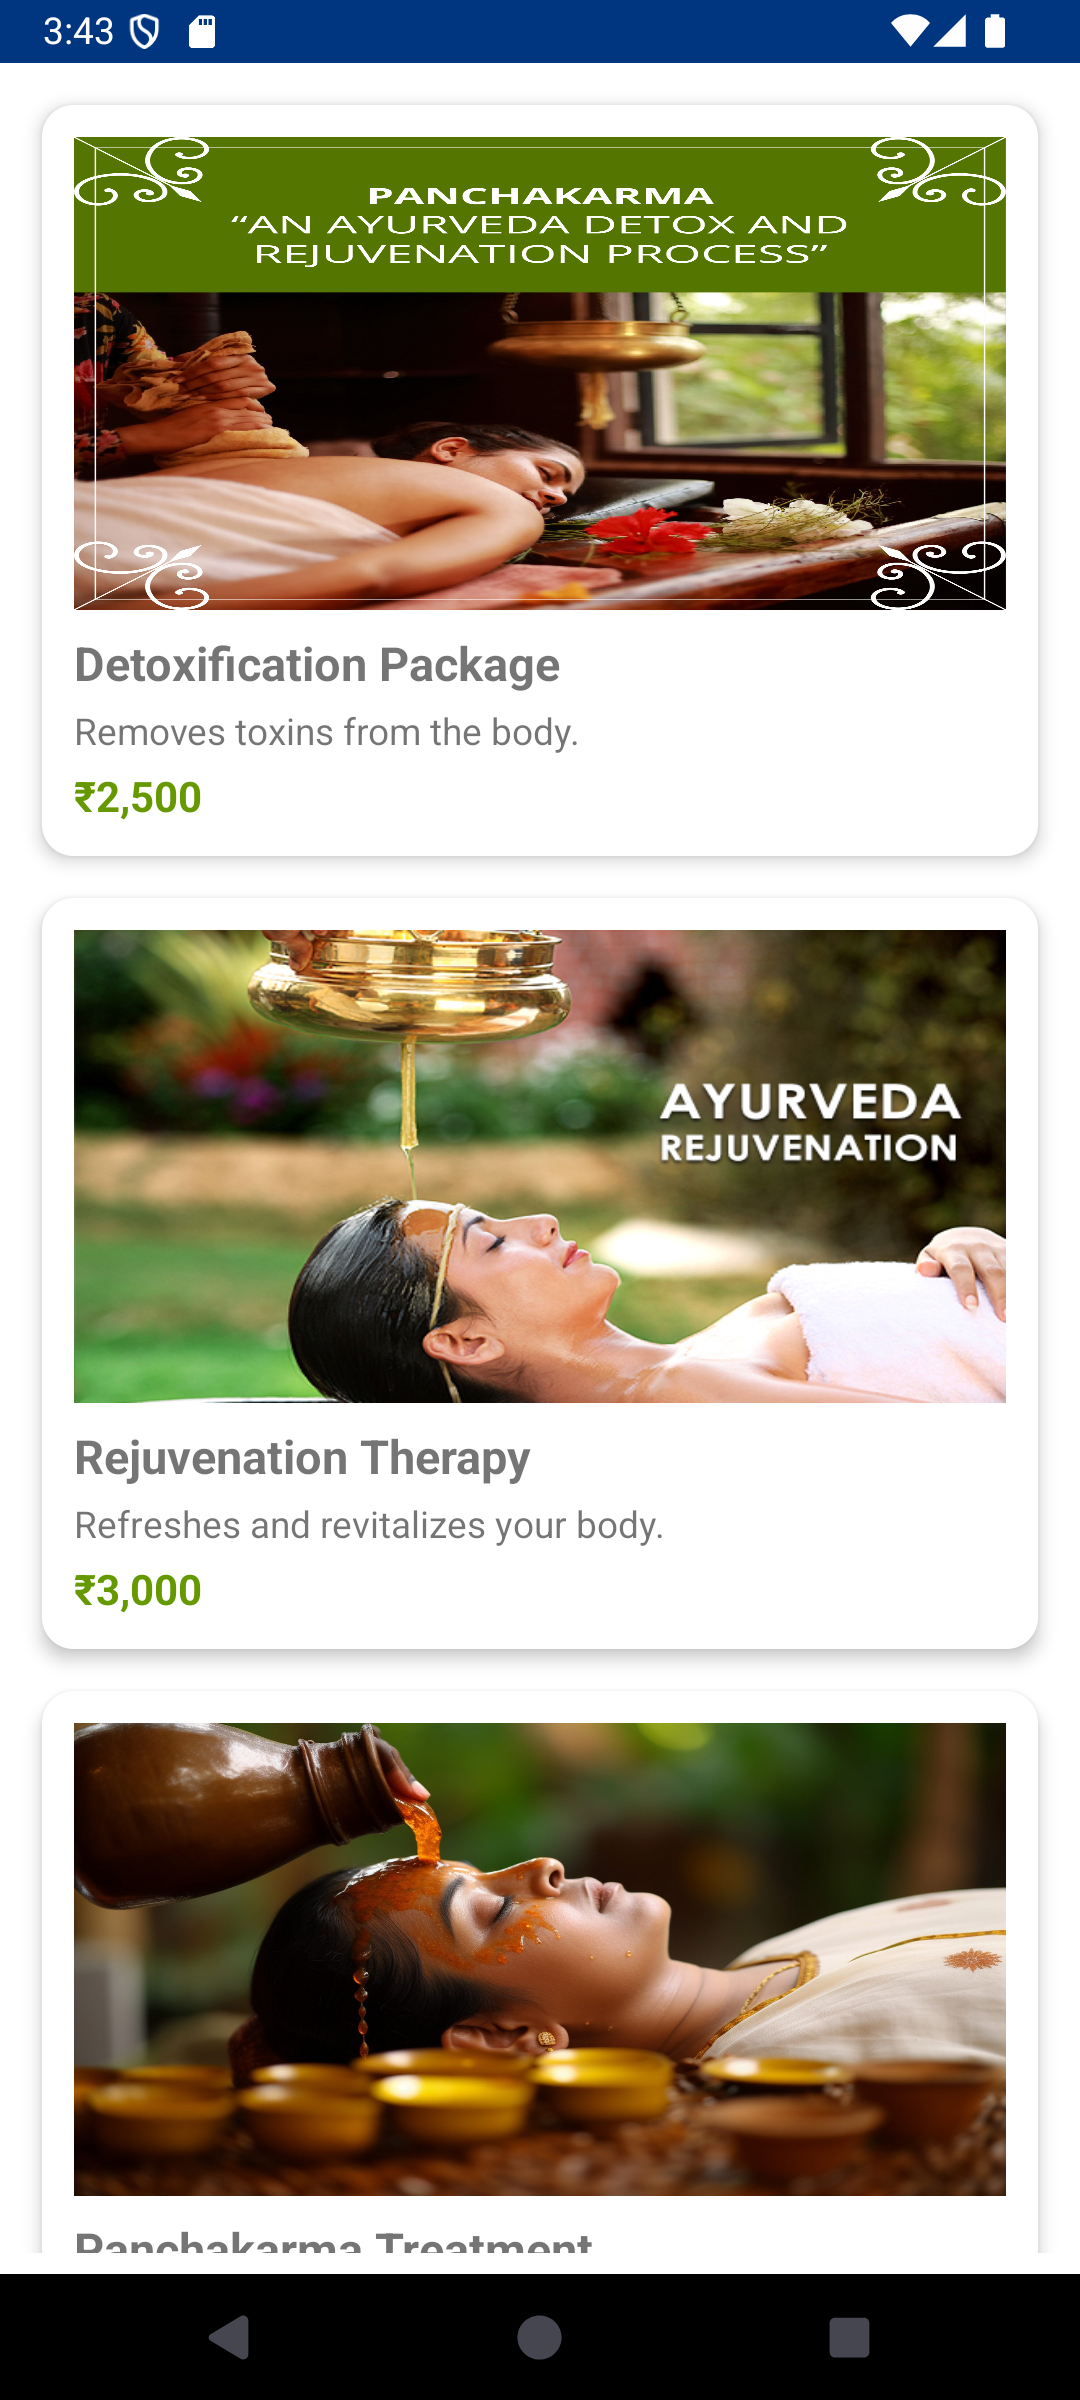 3:43
PANCHAKARMA
“AN AYURVEDA DETOX AND
REJUVENATION PROCESS”
Detoxification Package
Removes toxins from the body.
₹2,500
AYURVEDA
REJUVENATION
Rejuvenation Therapy
Refreshes and revitalizes your body.
₹3,000
Panchakarma Treatment